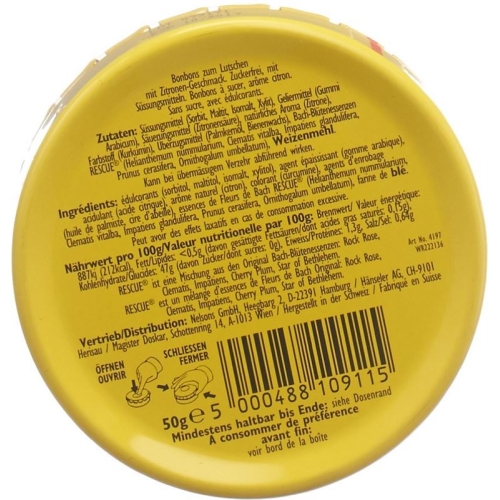 Bonbons zum Lutschen
mit Zitronen-Geschmack. Zuckerfrei, mit
Süssungsmitteln. Bonbons à sucer, arôme citron.
Sans sucre, avec édulcorants.
Zutaten: Süssungsmittel (Sorbit, Maltit, Isomalt, Xylit), Geliermittel (Gummi
Arabicum), Säuerungsmittel (Zitronensäure), natürliches Aroma (Zitrone),
Farbstoff (Kurkumin), Überzugmittel (Palmkernöl, Bienenwachs), Bach-Blütenessenzen
RESCUE® (Helianthemum nummularium, Clematis vitalba, Impatiens glandulifera,
Prunus cerasifera, Ornithogalum umbellatum), Weizenmehl.
Kann bei übermässigem Verzehr abführend wirken.
Ingrédients: édulcorants (sorbitol, maltitol, isomalt, xylitol), agent épaississant (gomme arabique),
acidulant (acide citrique), arôme naturel (citron), colorant (curcumine), agents d'enrobage
(huile de palmiste, cire d'abeille), essences de Fleurs de Bach RESCUE® (Helianthemum nummularium,
Clematis vitalba, Impatiens glandulifera, Prunus cerasifera, Ornithogalum umbellatum), farine de blé.
Peut avoir des effets laxatifs en cas de consommation excessive.
Nährwert pro 100g/Valeur nutritionelle par 100g: Brennwert/ Valeur énergétique:
887kJ (212kcal), Fett/Lipides: <0.5g (davon gesättigte Fettsäuren/dont acides gras saturés: 0,15g),
Kohlenhydrate/Glucides: 47g (davon Zucker/dont sucres: 0g), Eiweiss/Protéines: 1,3g, Salz/Sel: 0,64g
Art. No. 4197
WR223136
RESCUE® ist eine Mischung aus den Original Bach-Blütenessenzen: Rock Rose,
Clematis, Impatiens, Cherry Plum, Star of Bethlehem.
RESCUE® est un mélange d'essences de Fleurs de Bach Original: Rock Rose,
Clematis, Impatiens, Cherry Plum, Star of Bethlehem.
Vertrieb/Distribution: Nelsons GmbH, Heegbarg 2, D-22391 Hamburg / Hänseler AG, CH-9101
Herisau / Magister Doskar, Schottenring 14, A-1013 Wien / Hergestellt in der Schweiz / Fabriqué en Suisse
ÖFFNEN
OUVRIR
SCHLIESSEN
FERMER
50g e 5 000488 109115
Mindestens haltbar bis Ende: siehe Dosenrand
A consommer de préférence
avant fin:
voir bord de la boîte